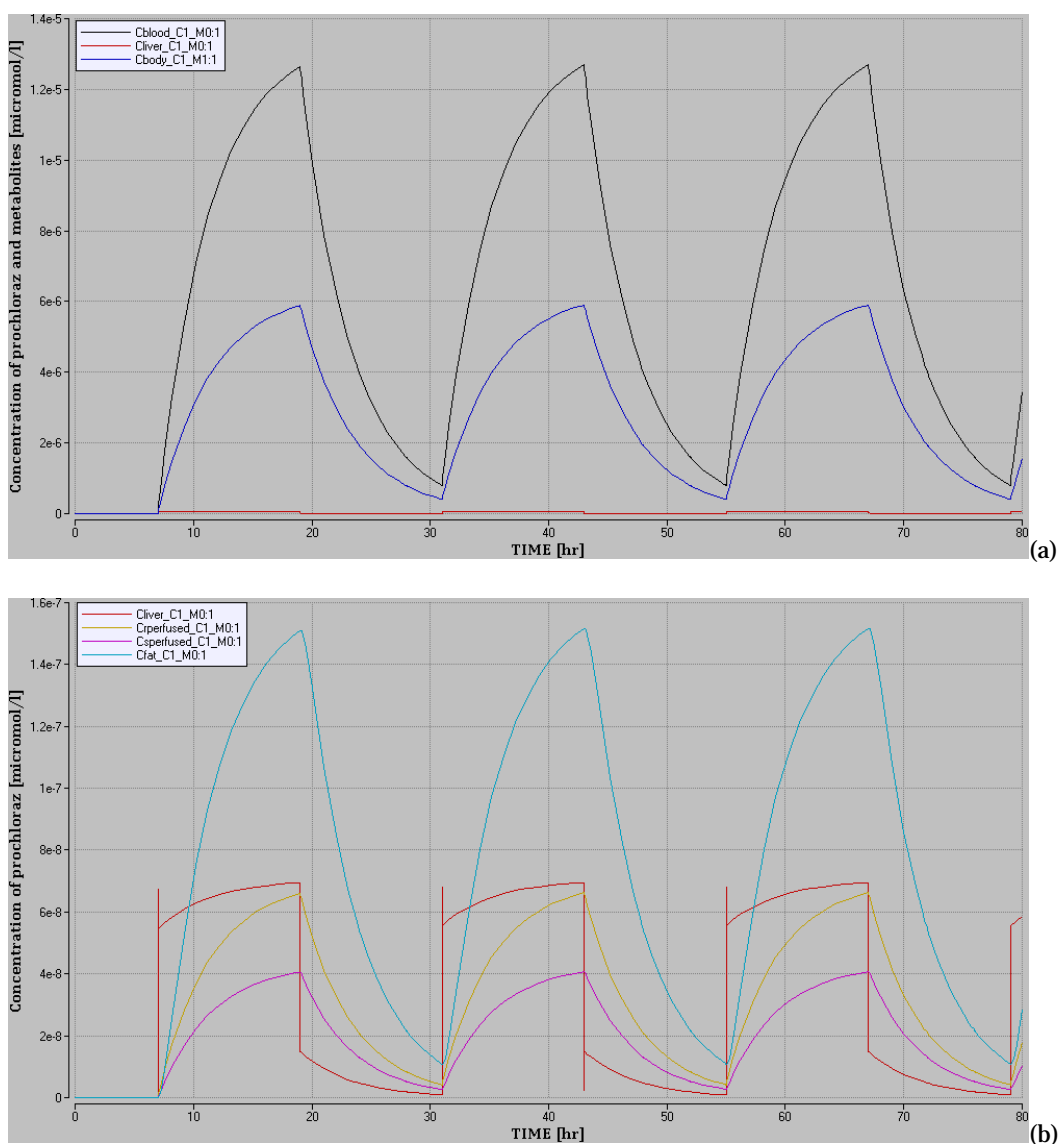 1.4e-5
Cblood_C1_M0:1
Cliver_C1_M0:1
Cbody_C1_M1:1
1.2e-5
1e-5
8e-6
6e-6
4e-6
2e-6
0
Concentration of prochloraz and metabolites [micromol/l]
0 10 20 30 40 50 60 70 80
TIME [hr]
(a)
1.6e-7
Cliver_C1_M0:1
Crperfused_C1_M0:1
Csperfused_C1_M0:1
Cfat_C1_M0:1
1.4e-7
1.2e-7
1e-7
8e-8
6e-8
4e-8
2e-8
0
Concentration of prochloraz [micromol/l]
0 10 20 30 40 50 60 70 80
TIME [hr]
(b)